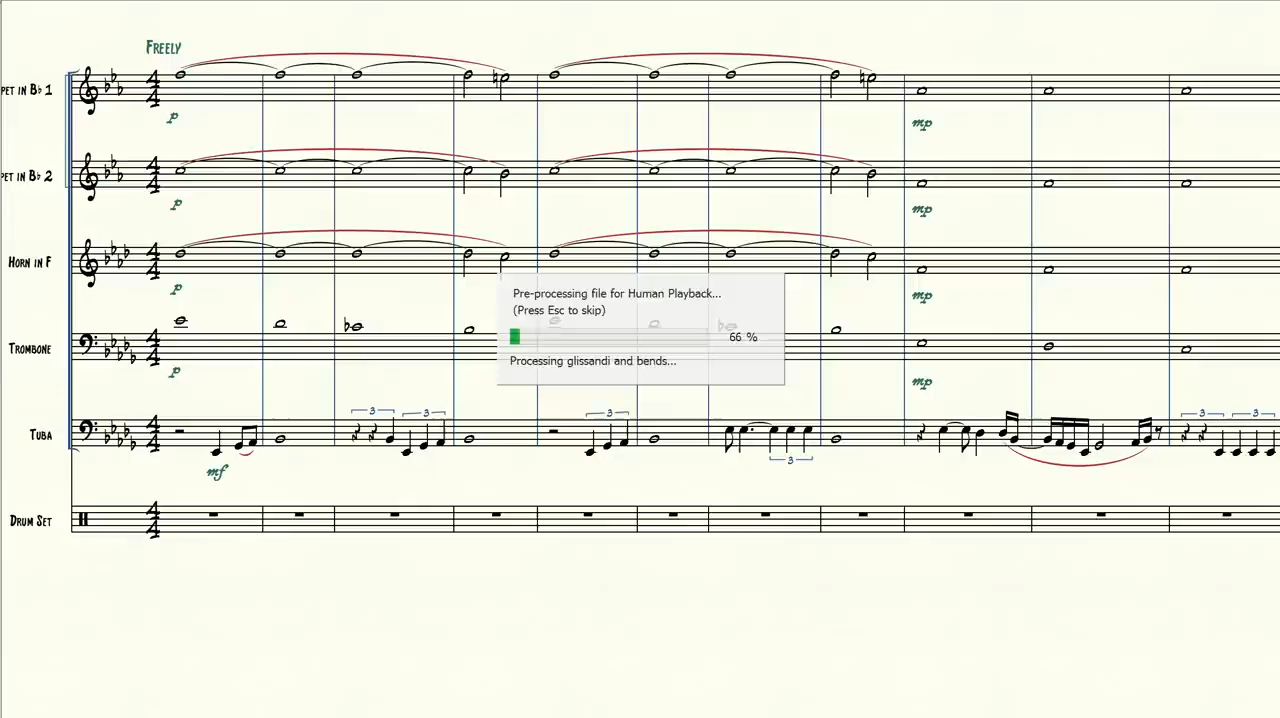 FREELY
PET IN B♭ 1
p
mp
PET IN B♭ 2
p
mp
HORN IN F
p
mp
Pre-processing file for Human Playback...
(Press Esc to skip)
66 %
Processing glissandi and bends...
TROMBONE
p
mp
3 3 3 3 3
TUBA
3
mf
DRUM SET